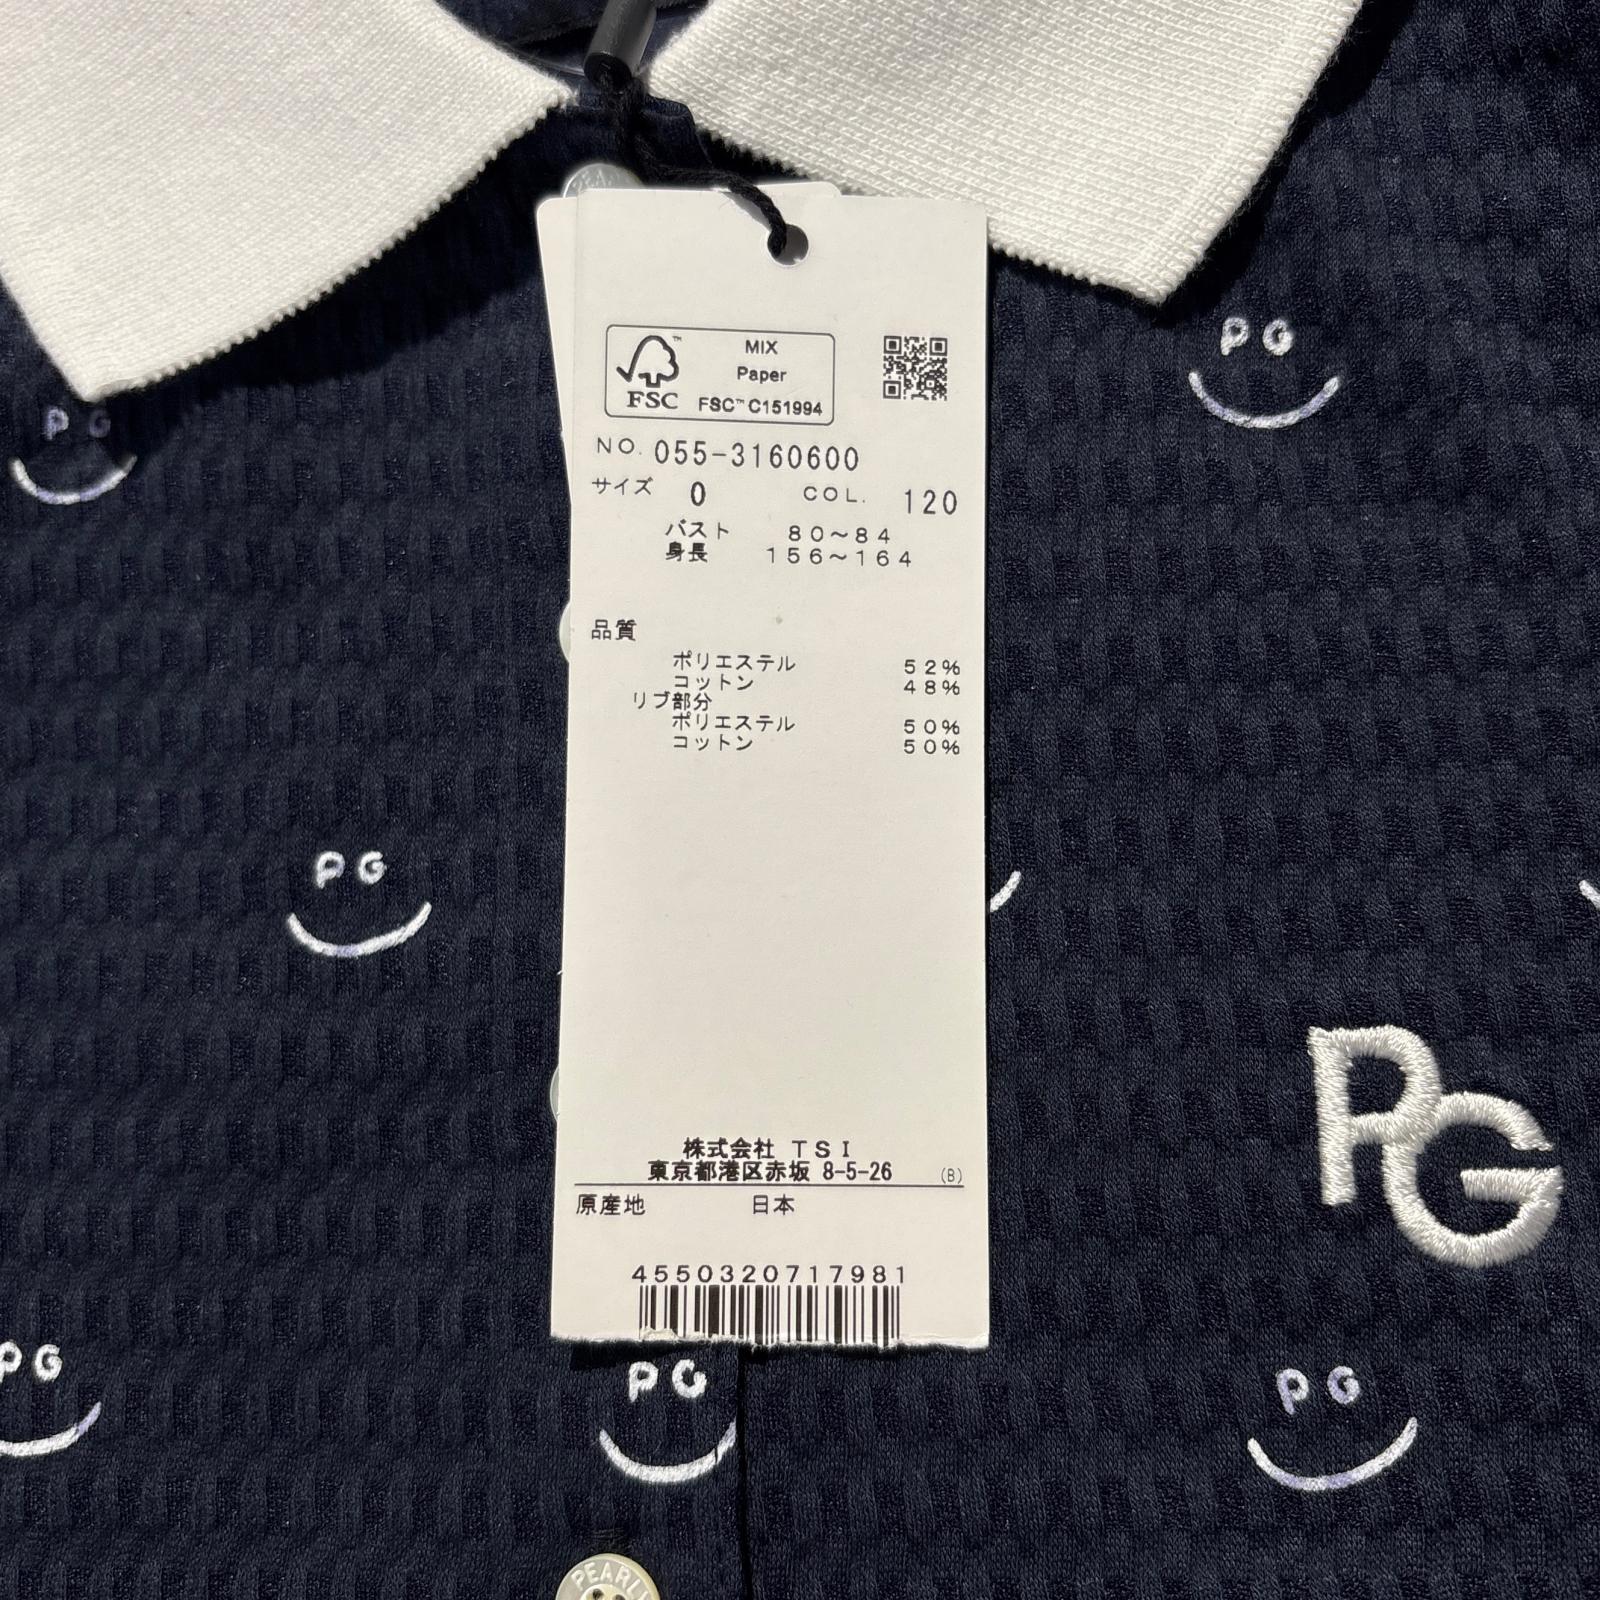 PEA
MIX
Paper
FSC™ C151994
FSC
NO. 055-3160600
サイズ 0 COL. 120
バスト 80~84
身長 156~164
品質
ポリエステル 52%
コットン 48%
リブ部分
ポリエステル 50%
コットン 50%
株式会社 TSI
東京都港区赤坂 8-5-26 (B)
原産地 日本
4550320717981
PG
PG
PG
PG
PG
PG
PG
PEARLY